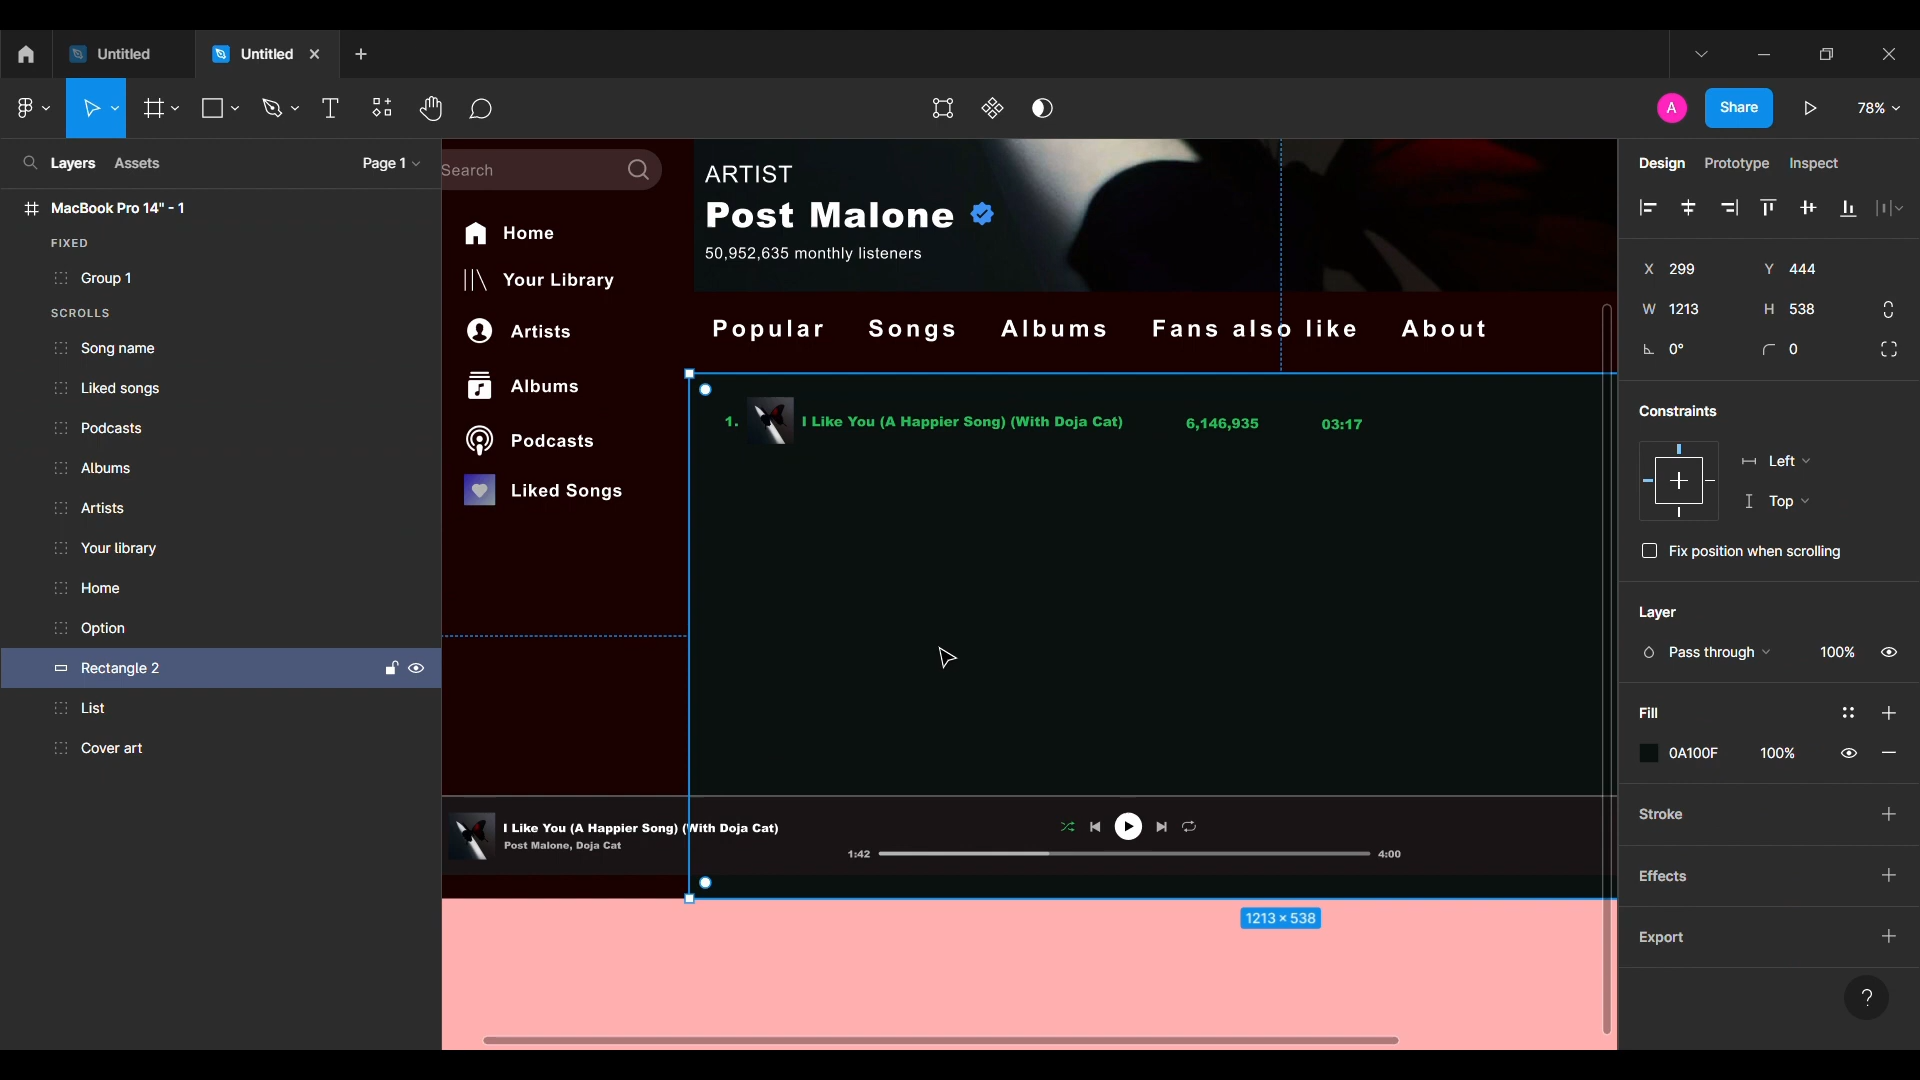 Untitled
Untitled
A
Share
78%
Layers
Assets
Page 1
MacBook Pro 14" - 1
FIXED
Group 1
SCROLLS
Song name
Liked songs
Podcasts
Albums
Artists
Your library
Home
Option
Rectangle 2
List
Cover art
Search
Home
Your Library
Artists
Albums
Podcasts
Liked Songs
ARTIST
Post Malone
50,952,635 monthly listeners
Popular Songs Albums Fans also like About
1. I Like You (A Happier Song) (With Doja Cat) 6,146,935 03:17
I Like You (A Happier Song) (With Doja Cat)
Post Malone, Doja Cat
1:42
4:00
1213 × 538
Design
Prototype
Inspect
X 299
Y 444
W 1213
H 538
0°
0
Constraints
Left
Top
Fix position when scrolling
Layer
Pass through
100%
Fill
0A100F
100%
Stroke
Effects
Export
?